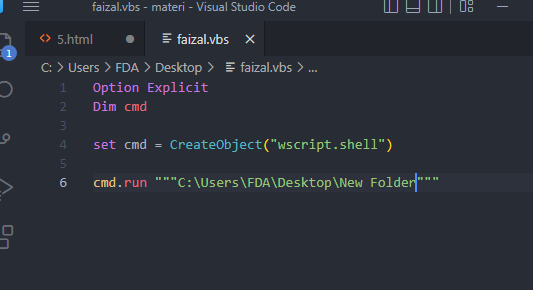 faizal.vbs - materi - Visual Studio Code
5.html
faizal.vbs
C: > Users > FDA > Desktop > faizal.vbs > ...
1
1 Option Explicit
2 Dim cmd
3
4 set cmd = CreateObject("wscript.shell")
5
6 cmd.run """C:\Users\FDA\Desktop\New Folder"""